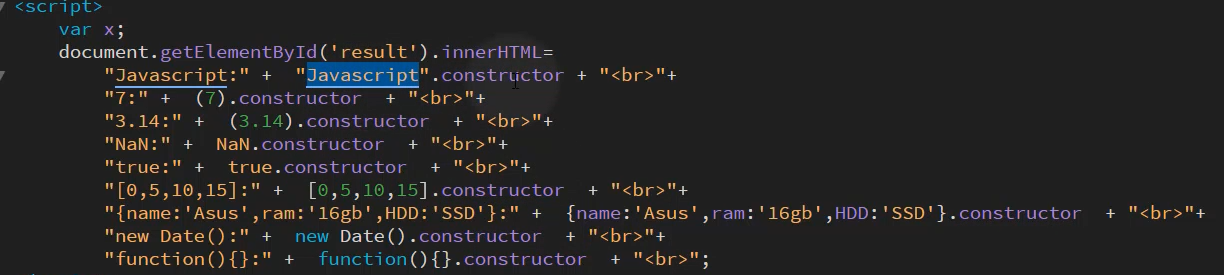 <script>
var x;
document.getElementById('result').innerHTML=
"Javascript:" + "Javascript".constructor + "<br>"+
"7:" + (7).constructor + "<br>"+
"3.14:" + (3.14).constructor + "<br>"+
"NaN:" + NaN.constructor + "<br>"+
"true:" + true.constructor + "<br>"+
"[0,5,10,15]:" + [0,5,10,15].constructor + "<br>"+
"{name:'Asus',ram:'16gb',HDD:'SSD'}:" + {name:'Asus',ram:'16gb',HDD:'SSD'}.constructor + "<br>"+
"new Date():" + new Date().constructor + "<br>"+
"function(){}:" + function(){}.constructor + "<br>";